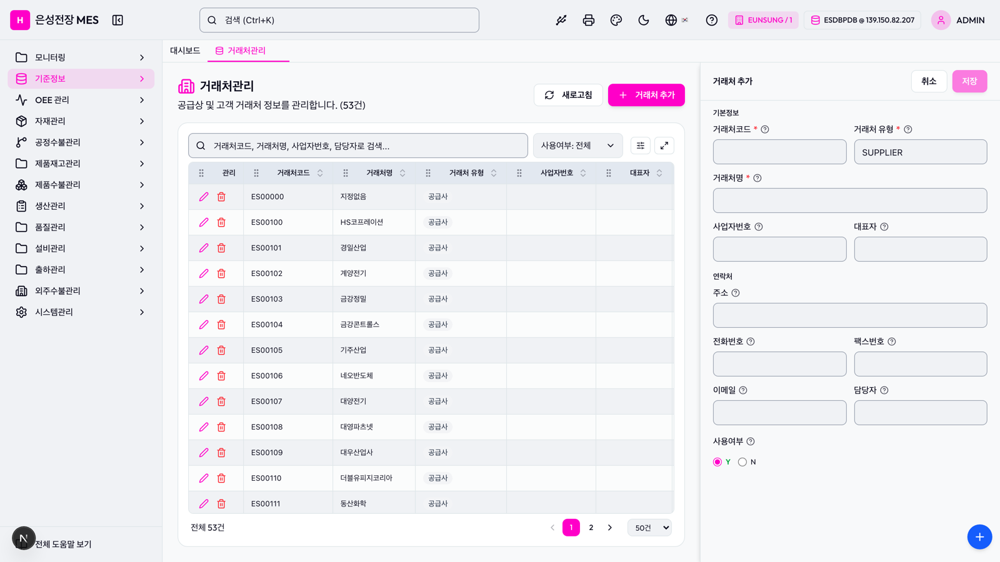 H 은성전장 MES
검색 (Ctrl+K)
EUNSUNG / 1
ESDBPDB @ 139.150.82.207
ADMIN
모니터링
기준정보
OEE 관리
자재관리
공정수불관리
제품재고관리
제품수불관리
생산관리
품질관리
설비관리
출하관리
외주수불관리
시스템관리
N
전체 도움말 보기
대시보드
거래처관리
거래처관리
공급상 및 고객 거래처 정보를 관리합니다. (53건)
새로고침
거래처 추가
거래처코드, 거래처명, 사업자번호, 담당자로 검색...
사용여부: 전체
관리 거래처코드 거래처명 거래처 유형 사업자번호 대표자
ES00000 지정없음 공급사
ES00100 HS코프레이션 공급사
ES00101 경일산업 공급사
ES00102 계양전기 공급사
ES00103 금강정밀 공급사
ES00104 금강콘트롤스 공급사
ES00105 기주산업 공급사
ES00106 네오반도체 공급사
ES00107 대양전기 공급사
ES00108 대영파츠넷 공급사
ES00109 대우산업사 공급사
ES00110 더블유피지코리아 공급사
ES00111 동산화학 공급사
전체 53건
1 2
50건
거래처 추가
취소
저장
기본정보
거래처코드 * 거래처 유형 *
SUPPLIER
거래처명 *
사업자번호 대표자
연락처
주소
전화번호 팩스번호
이메일 담당자
사용여부
Y N